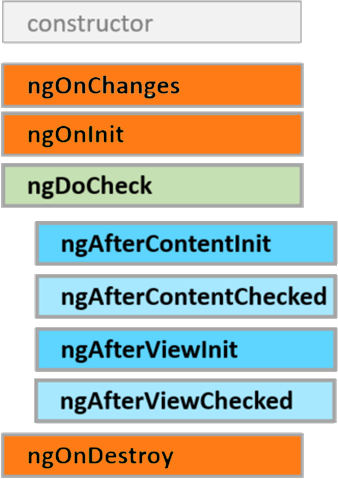 constructor
ngOnChanges
ngOnInit
ngDoCheck
ngAfterContentInit
ngAfterContentChecked
ngAfterViewInit
ngAfterViewChecked
ngOnDestroy